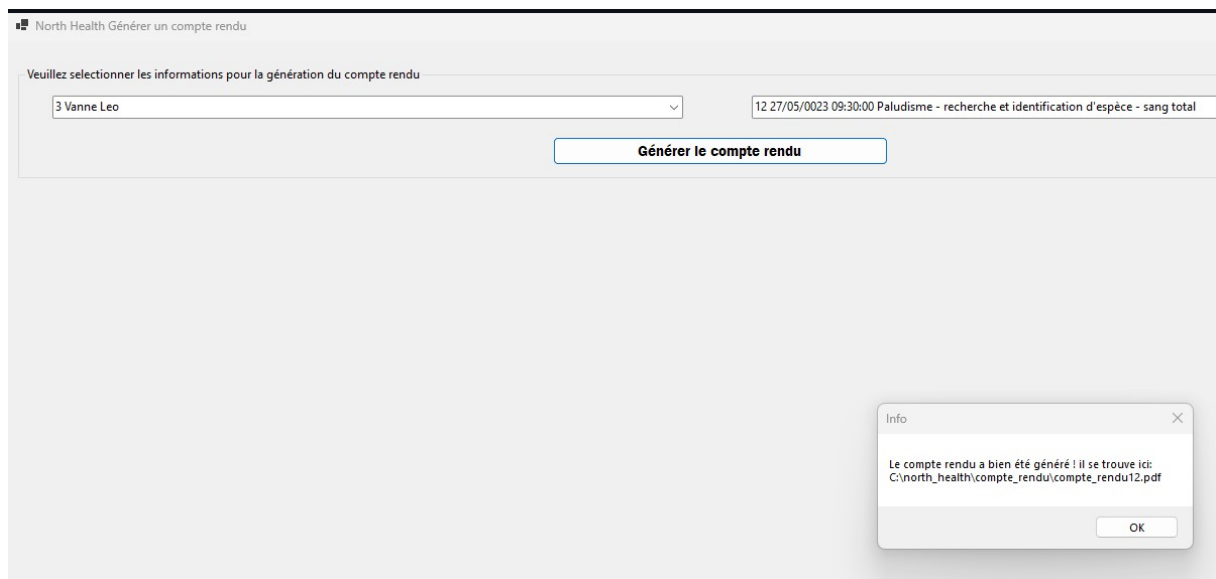 North Health Générer un compte rendu
Veuillez selectionner les informations pour la génération du compte rendu
3 Vanne Leo
12 27/05/0023 09:30:00 Paludisme - recherche et identification d'espèce - sang total
Générer le compte rendu
Info
Le compte rendu a bien été généré ! il se trouve ici:
C:\north_health\compte_rendu\compte_rendu12.pdf
OK